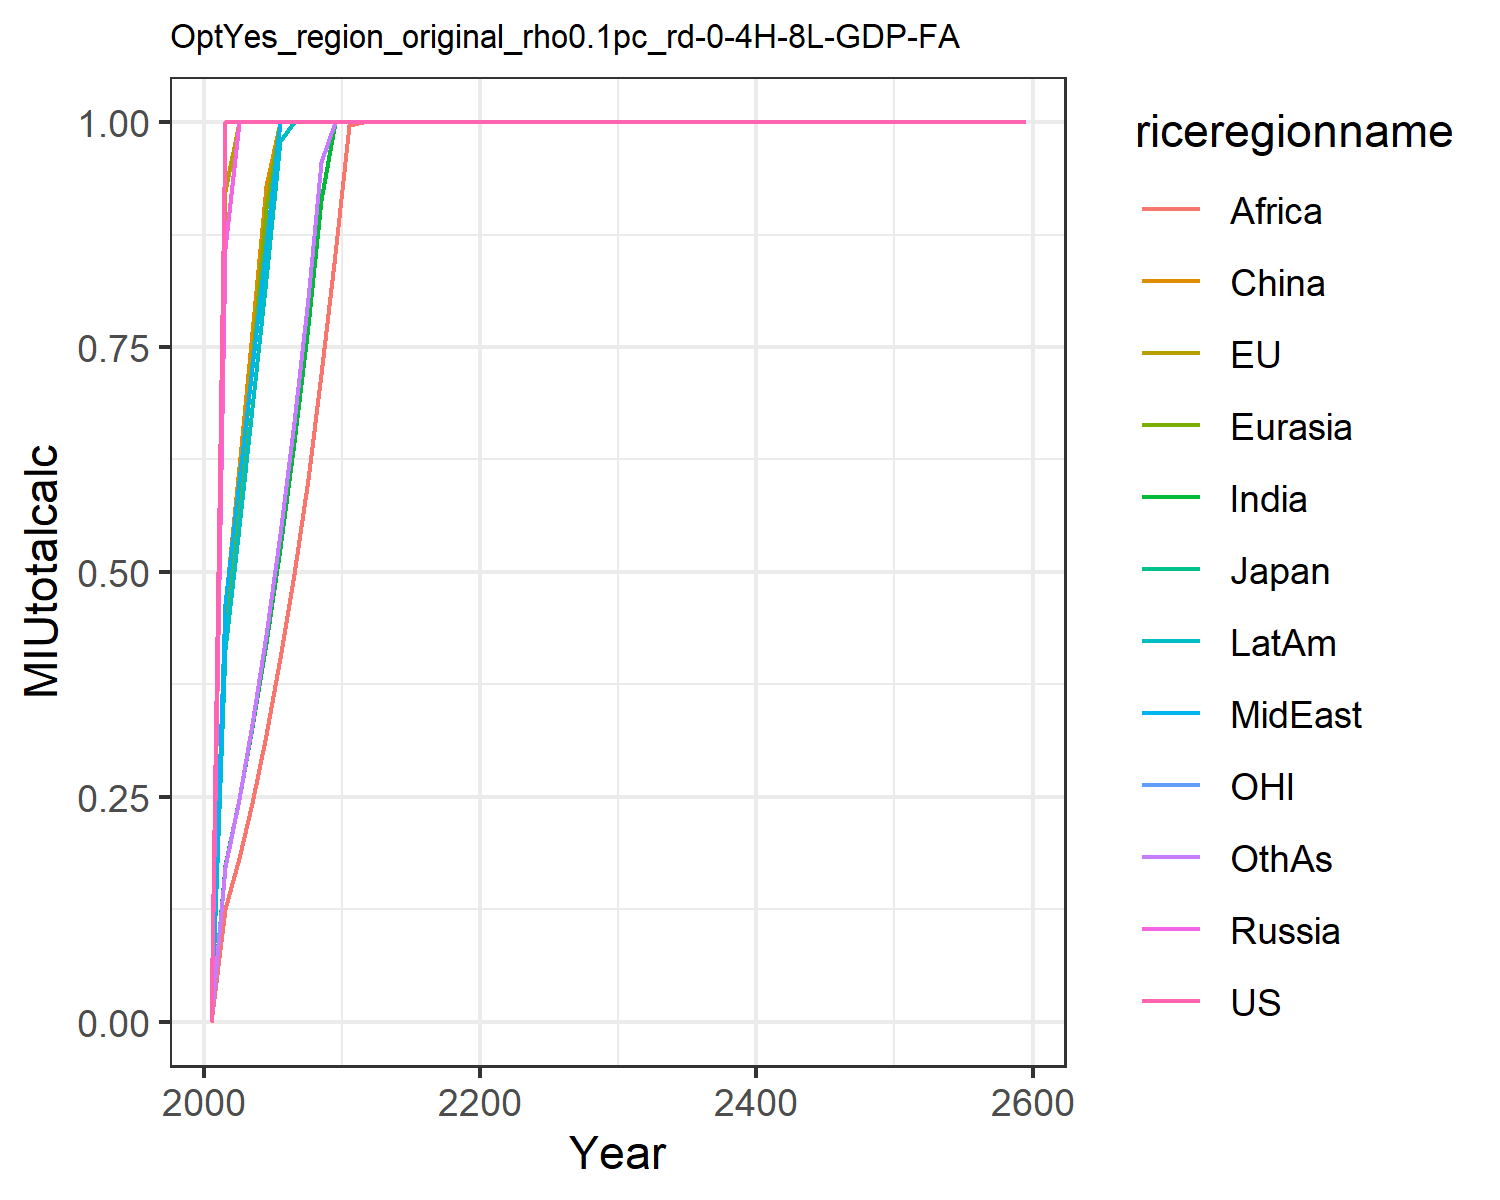 OptYes_region_original_rho0.1pc_rd-0-4H-8L-GDP-FA
1.00
0.75
0.50
0.25
0.00
MIUtotalcalc
2000
2200
2400
2600
Year
riceregionname
Africa
China
EU
Eurasia
India
Japan
LatAm
MidEast
OHI
OthAs
Russia
US